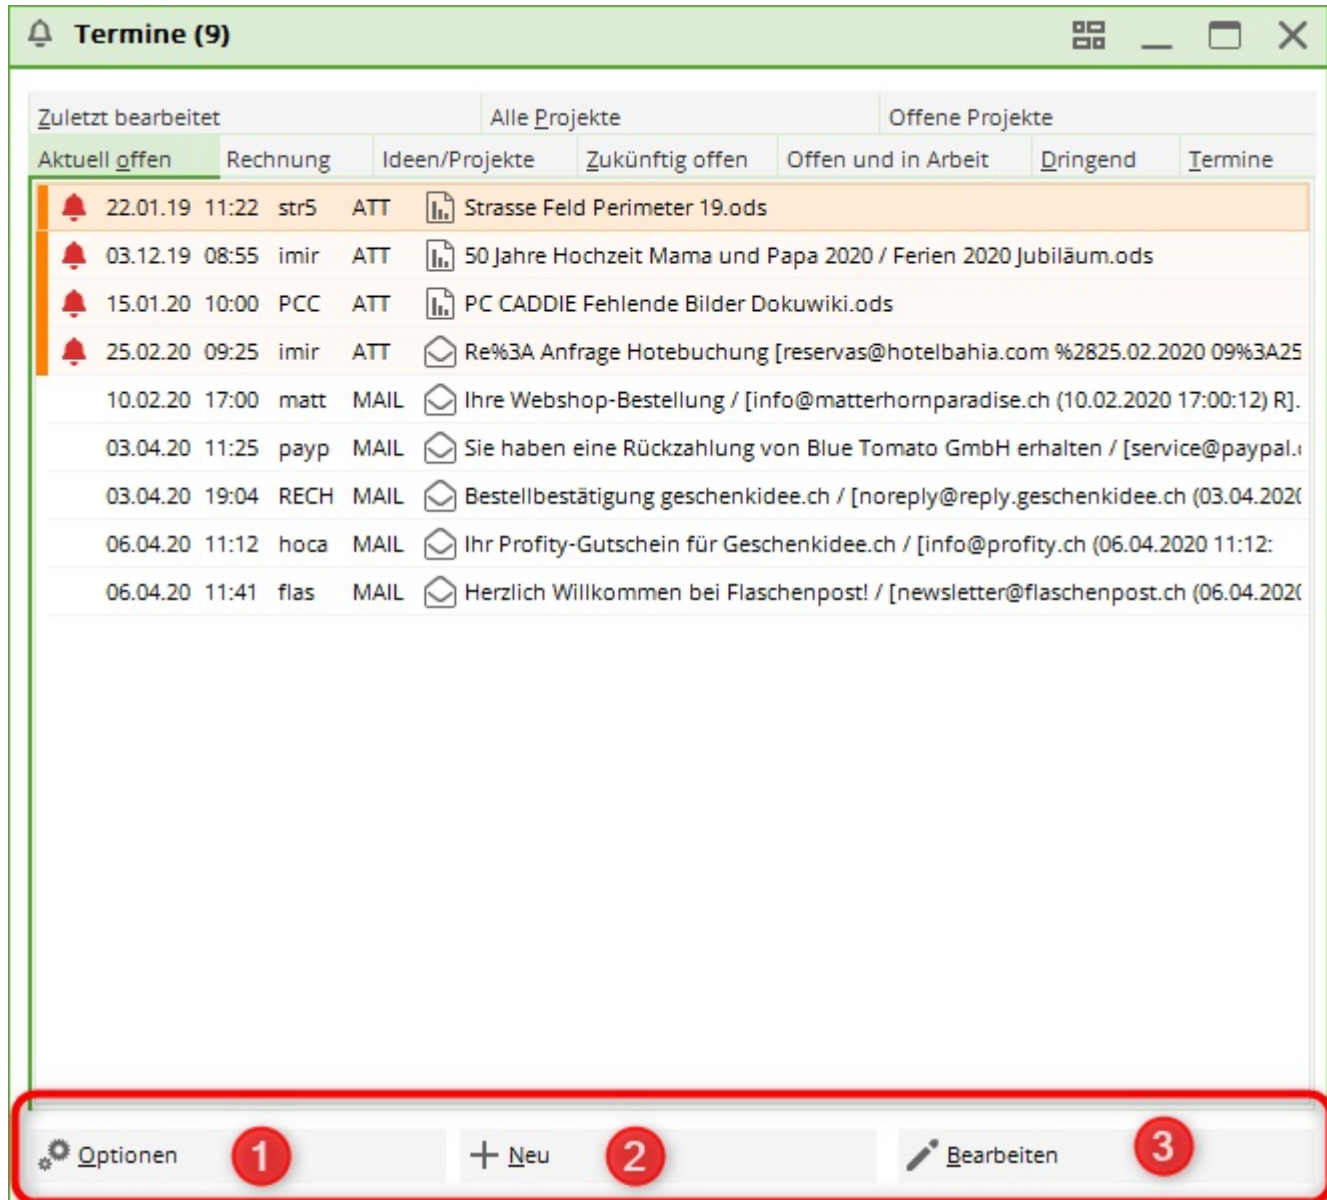 Termine (9)
Zuletzt bearbeitet Alle Projekte Offene Projekte
Aktuell offen Rechnung Ideen/Projekte Zukünftig offen Offen und in Arbeit Dringend Termine
22.01.19 11:22 str5 ATT Strasse Feld Perimeter 19.ods
03.12.19 08:55 imir ATT 50 Jahre Hochzeit Mama und Papa 2020 / Ferien 2020 Jubiläum.ods
15.01.20 10:00 PCC ATT PC CADDIE Fehlende Bilder Dokuwiki.ods
25.02.20 09:25 imir ATT Re%3A Anfrage Hotebuchung [reservas@hotelbahia.com %2825.02.2020 09%3A25
10.02.20 17:00 matt MAIL Ihre Webshop-Bestellung / [info@matterhornparadise.ch (10.02.2020 17:00:12) R].
03.04.20 11:25 payp MAIL Sie haben eine Rückzahlung von Blue Tomato GmbH erhalten / [service@paypal.
03.04.20 19:04 RECH MAIL Bestellbestätigung geschenkidee.ch / [noreply@reply.geschenkidee.ch (03.04.202
06.04.20 11:12 hoca MAIL Ihr Profity-Gutschein für Geschenkidee.ch / [info@profity.ch (06.04.2020 11:12:
06.04.20 11:41 flas MAIL Herzlich Willkommen bei Flaschenpost! / [newsletter@flaschenpost.ch (06.04.202
Optionen 1 Neu 2 Bearbeiten 3